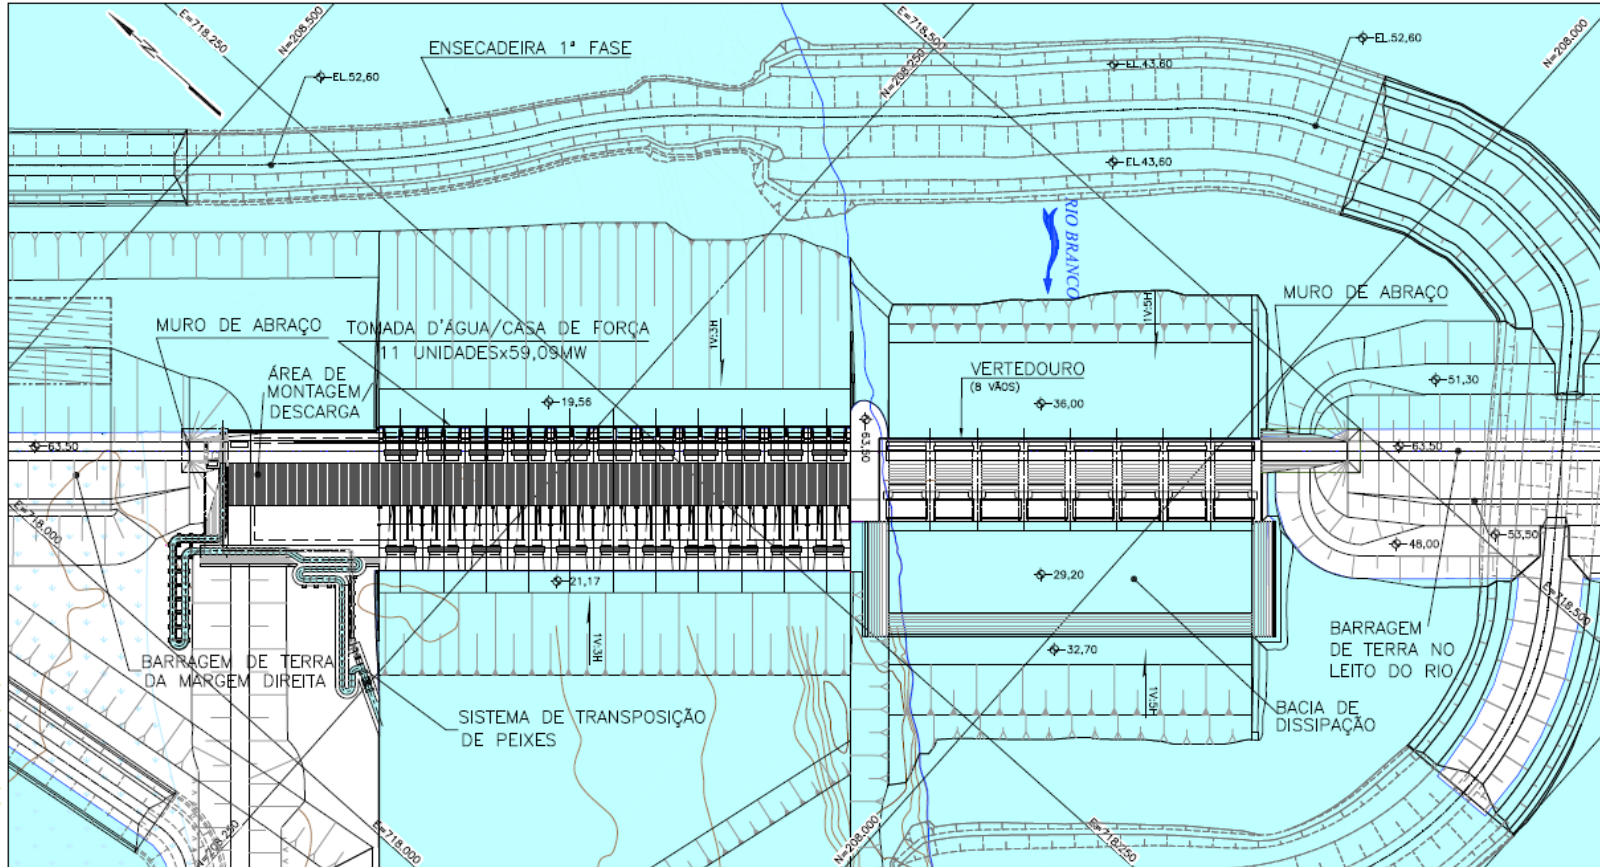 E=718.250
N=208.500
N
ENSECADEIRA 1ª FASE
EL.52,60
E=718.500
N=208.250
EL.43,60
EL.52,60
N=208.000
EL.43,60
RIO BRANCO
MURO DE ABRAÇO
TOMADA D'ÁGUA/CASA DE FORÇA
11 UNIDADESx59,09MW
1V:3H
1V:5H
MURO DE ABRAÇO
ÁREA DE
MONTAGEM/
DESCARGA
19,56
VERTEDOURO
(8 VÃOS)
36,00
51,30
63,50
63,50
63,50
E=718.000
53,50
48,00
21,17
29,20
E=718.500
BARRAGEM DE TERRA
DA MARGEM DIREITA
1V:3H
32,70
BARRAGEM
DE TERRA NO
LEITO DO RIO
SISTEMA DE TRANSPOSIÇÃO
DE PEIXES
1V:5H
BACIA DE
DISSIPAÇÃO
E=718.000
N=208.000
E=718.250